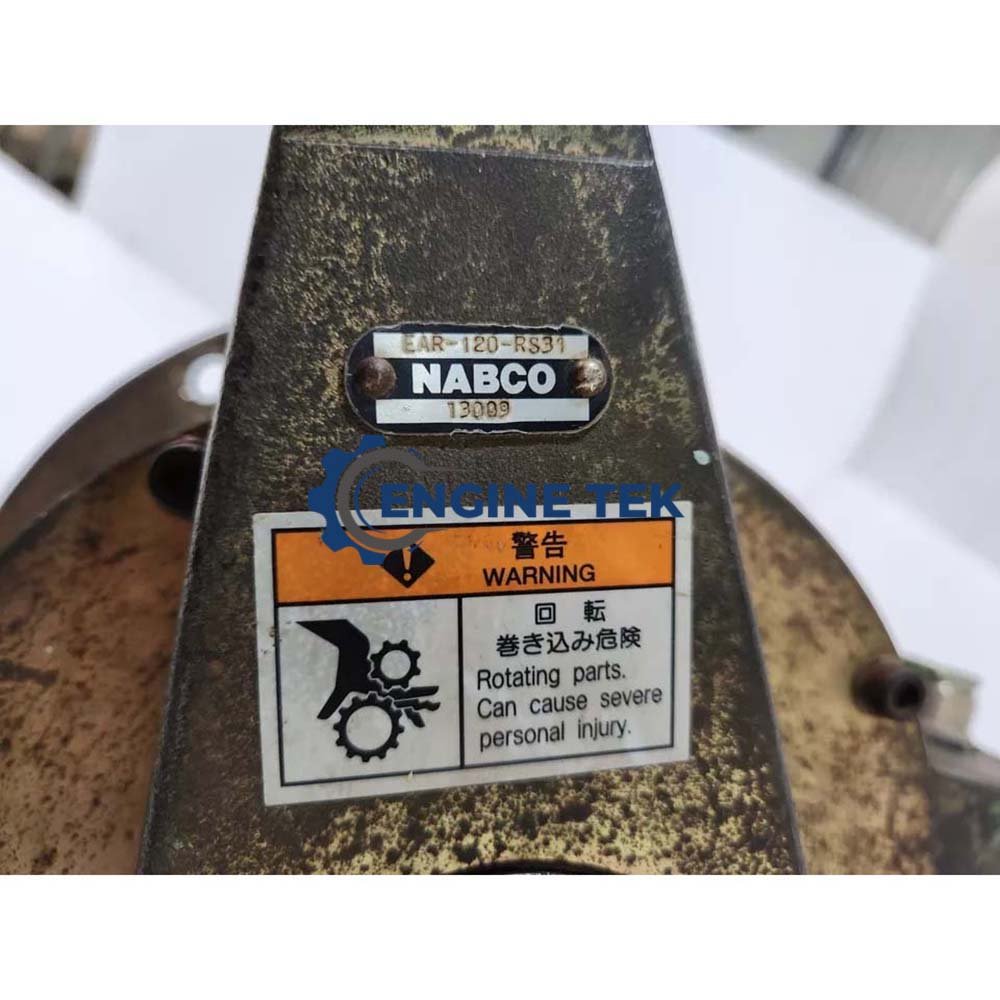 EAR-120-RS31
NABCO
13009
ENGINE TEK
警告
WARNING
回転
巻き込み危険
Rotating parts.
Can cause severe
personal injury.